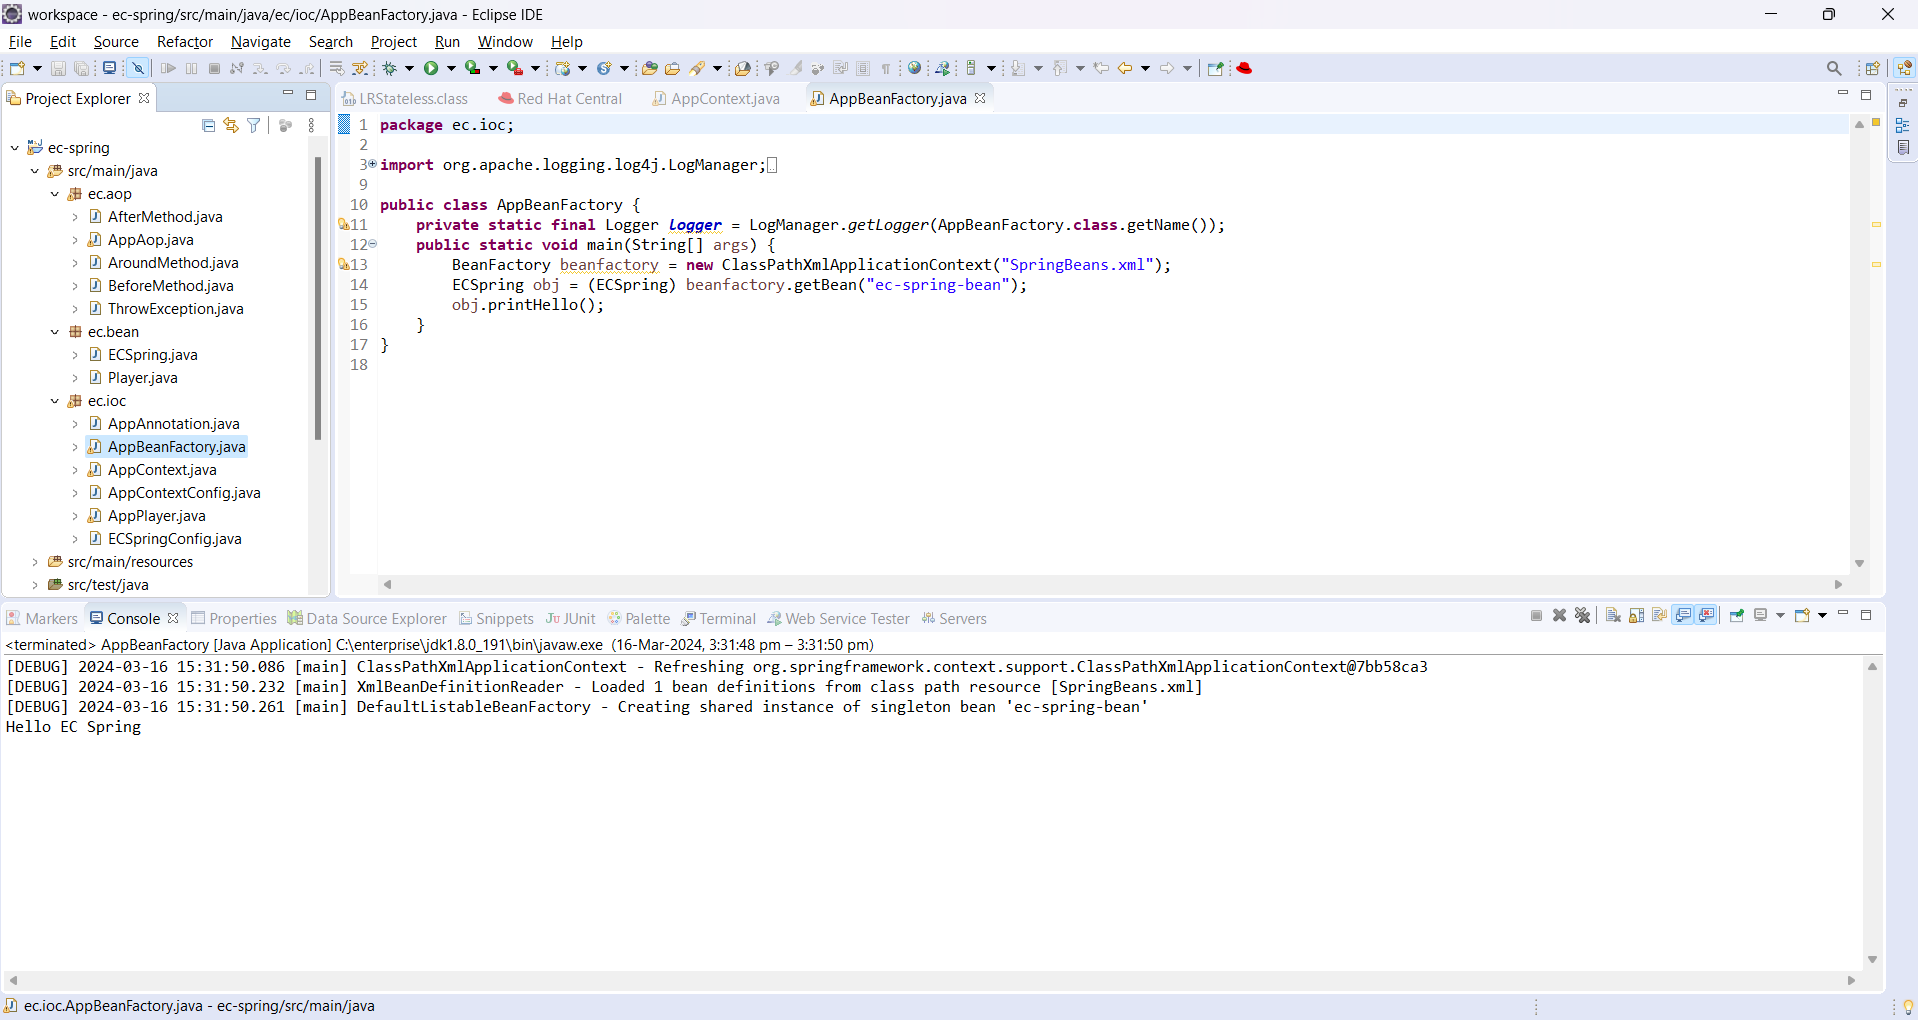 workspace - ec-spring/src/main/java/ec/ioc/AppBeanFactory.java - Eclipse IDE
File Edit Source Refactor Navigate Search Project Run Window Help
Project Explorer
ec-spring
src/main/java
ec.aop
AfterMethod.java
AppAop.java
AroundMethod.java
BeforeMethod.java
ThrowException.java
ec.bean
ECSpring.java
Player.java
ec.ioc
AppAnnotation.java
AppBeanFactory.java
AppContext.java
AppContextConfig.java
AppPlayer.java
ECSpringConfig.java
src/main/resources
src/test/java
LRStateless.class Red Hat Central AppContext.java AppBeanFactory.java
1 package ec.ioc;
2
3 import org.apache.logging.log4j.LogManager;
9
10 public class AppBeanFactory {
11     private static final Logger logger = LogManager.getLogger(AppBeanFactory.class.getName());
12     public static void main(String[] args) {
13         BeanFactory beanfactory = new ClassPathXmlApplicationContext("SpringBeans.xml");
14         ECSpring obj = (ECSpring) beanfactory.getBean("ec-spring-bean");
15         obj.printHello();
16     }
17 }
18
Markers Console Properties Data Source Explorer Snippets JUnit Palette Terminal Web Service Tester Servers
<terminated> AppBeanFactory [Java Application] C:\enterprise\jdk1.8.0_191\bin\javaw.exe (16-Mar-2024, 3:31:48 pm – 3:31:50 pm)
[DEBUG] 2024-03-16 15:31:50.086 [main] ClassPathXmlApplicationContext - Refreshing org.springframework.context.support.ClassPathXmlApplicationContext@7bb58ca3
[DEBUG] 2024-03-16 15:31:50.232 [main] XmlBeanDefinitionReader - Loaded 1 bean definitions from class path resource [SpringBeans.xml]
[DEBUG] 2024-03-16 15:31:50.261 [main] DefaultListableBeanFactory - Creating shared instance of singleton bean 'ec-spring-bean'
Hello EC Spring
ec.ioc.AppBeanFactory.java - ec-spring/src/main/java